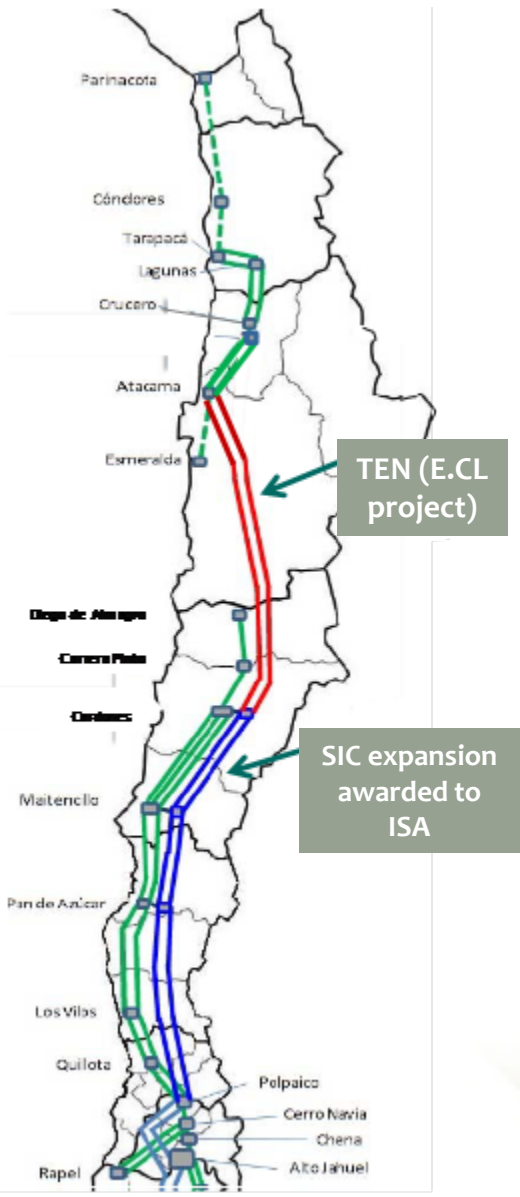 Parinacota
Cóndores
Tarapacá
Lagunas
Crucero
Atacama
Esmeralda
TEN (E.CL
project)
Diego de Almagro
Carrera Pinto
Cardones
SIC expansion
awarded to
ISA
Maitencllo
Pan de Azúcar
Los Vilos
Quillota
Polpaico
Cerro Navia
Chena
Alto Jahuel
Rapel